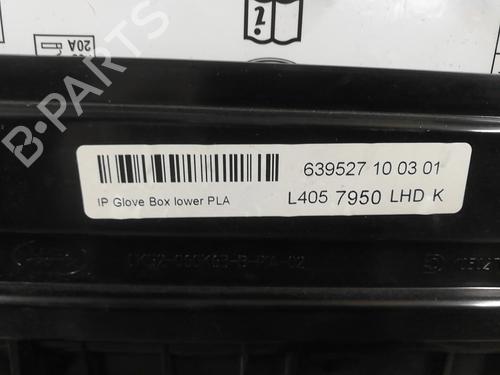 20A
B-PARTS
639527 10 03 01
IP Glove Box lower PLA
L405 7950 LHD K